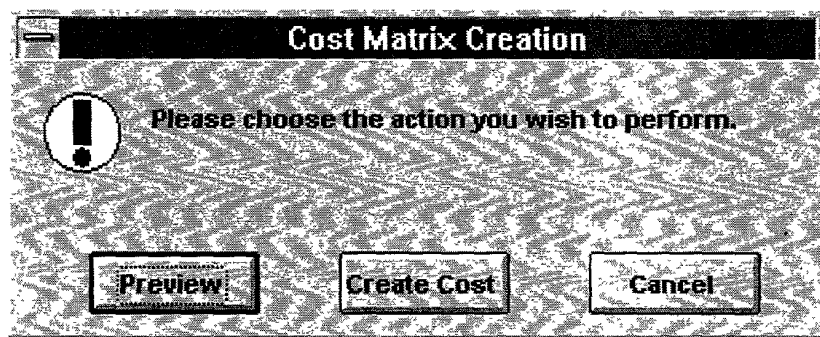 Cost Matrix Creation
Please choose the action you wish to perform.
Preview Create Cost Cancel